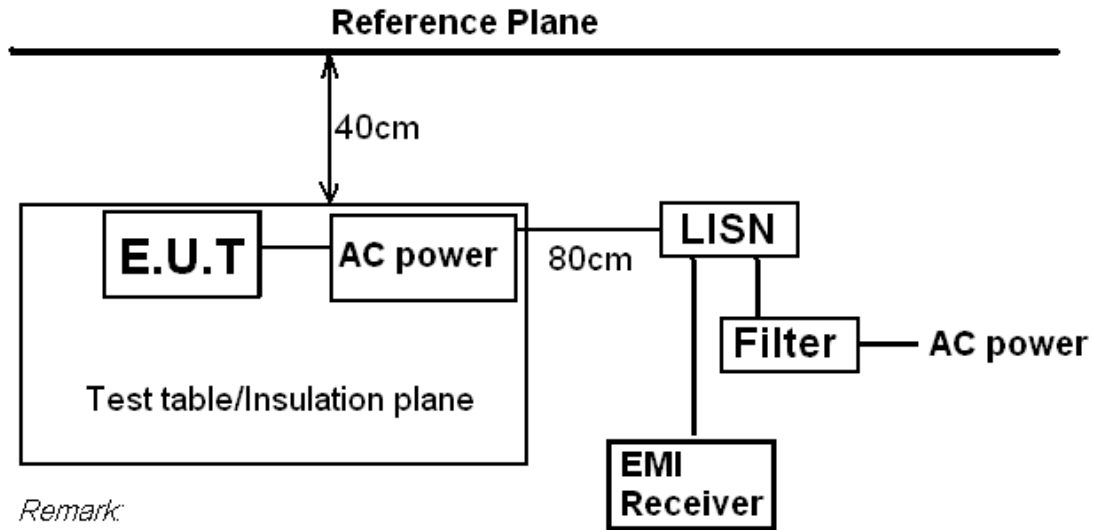 Reference Plane
40cm
E.U.T
AC power
80cm
LISN
Filter
AC power
Test table/Insulation plane
EMI
Receiver
Remark: